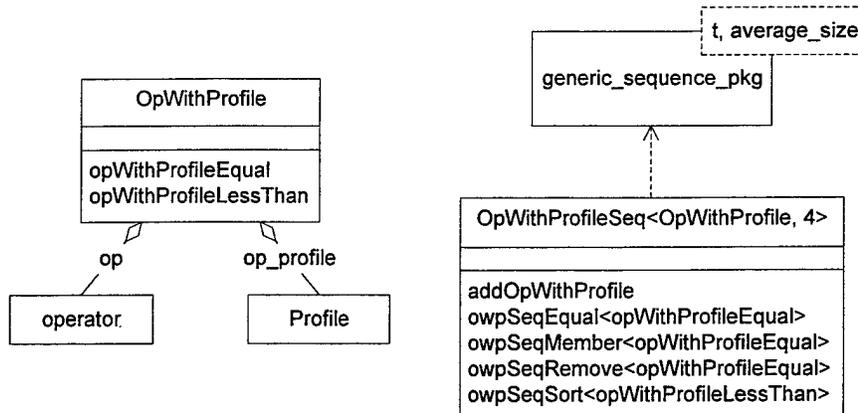 OpWithProfile
opWithProfileEqual
opWithProfileLessThan
op
op_profile
operator.
Profile
t, average_size
generic_sequence_pkg
OpWithProfileSeq<OpWithProfile, 4>
addOpWithProfile
owpSeqEqual<opWithProfileEqual>
owpSeqMember<opWithProfileEqual>
owpSeqRemove<opWithProfileEqual>
owpSeqSort<opWithProfileLessThan>